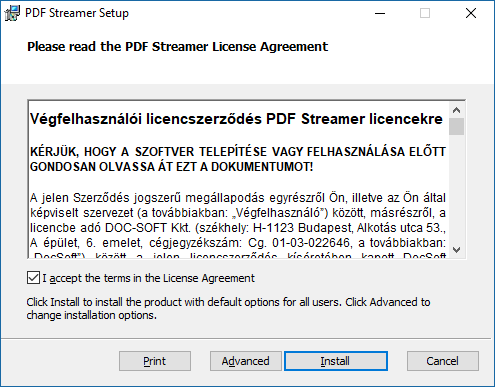 PDF Streamer Setup
Please read the PDF Streamer License Agreement
Végfelhasználói licencszerződés PDF Streamer licencekre
KÉRJÜK, HOGY A SZOFTVER TELEPÍTÉSE VAGY FELHASZNÁLÁSA ELŐTT
GONDOSAN OLVASSA ÁT EZT A DOKUMENTUMOT!
A jelen Szerződés jogszerű megállapodás egyrészről Ön, illetve az Ön által
képviselt szervezet (a továbbiakban: „Végfelhasználó”) között, másrészről, a
licencbe adó DOC-SOFT Kkt. (székhely: H-1123 Budapest, Alkotás utca 53.,
A épület, 6. emelet, cégjegyzékszám: Cg. 01-03-022646, a továbbiakban:
„DocSoft”) között a jelen licencszerződés kíséretében kapott DocSoft
I accept the terms in the License Agreement
Click Install to install the product with default options for all users. Click Advanced to
change installation options.
Print Advanced Install Cancel